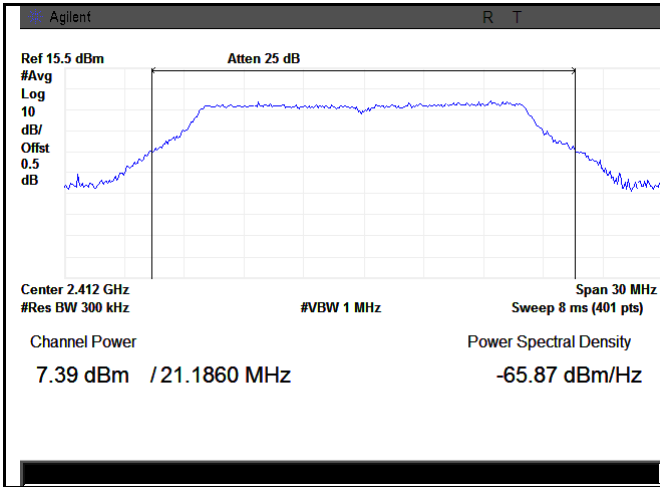 Agilent R T
Ref 15.5 dBm Atten 25 dB
#Avg
Log
10
dB/
Offst
0.5
dB
Center 2.412 GHz Span 30 MHz
#Res BW 300 kHz #VBW 1 MHz Sweep 8 ms (401 pts)
Channel Power Power Spectral Density
7.39 dBm / 21.1860 MHz -65.87 dBm/Hz